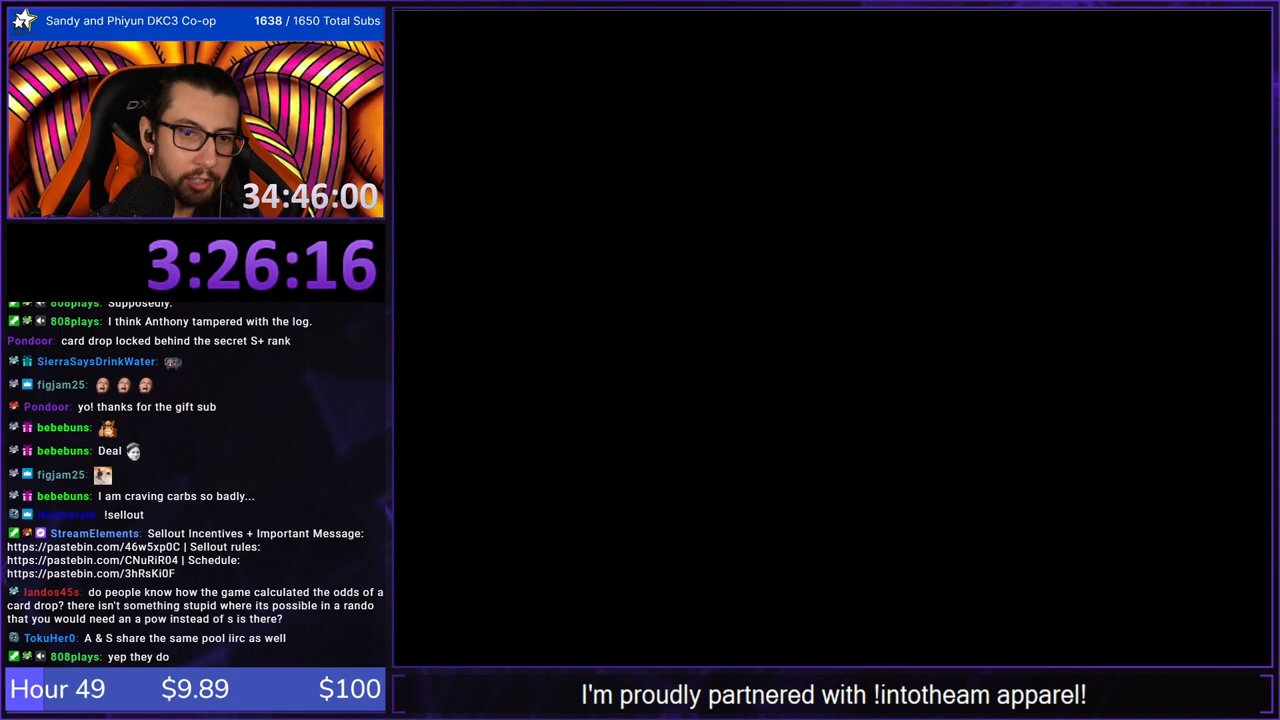 Sandy and Phiyun DKC3 Co-op 1638 / 1650 Total Subs
DX
34:46:00
3:26:16
808plays: Supposedly.
808plays: I think Anthony tampered with the log.
Pondoor: card drop locked behind the secret S+ rank
SierraSaysDrinkWater:
figjam25:
Pondoor: yo! thanks for the gift sub
bebebuns:
bebebuns: Deal
figjam25:
bebebuns: I am craving carbs so badly...
!sellout
StreamElements: Sellout Incentives + Important Message:
https://pastebin.com/46w5xp0C | Sellout rules:
https://pastebin.com/CNuRiR04 | Schedule:
https://pastebin.com/3hRsKi0F
landos45s: do people know how the game calculated the odds of a
card drop? there isn't something stupid where its possible in a rando
that you would need an a pow instead of s is there?
TokuHer0: A & S share the same pool iirc as well
808plays: yep they do
Hour 49 $9.89 $100
I'm proudly partnered with !intotheam apparel!